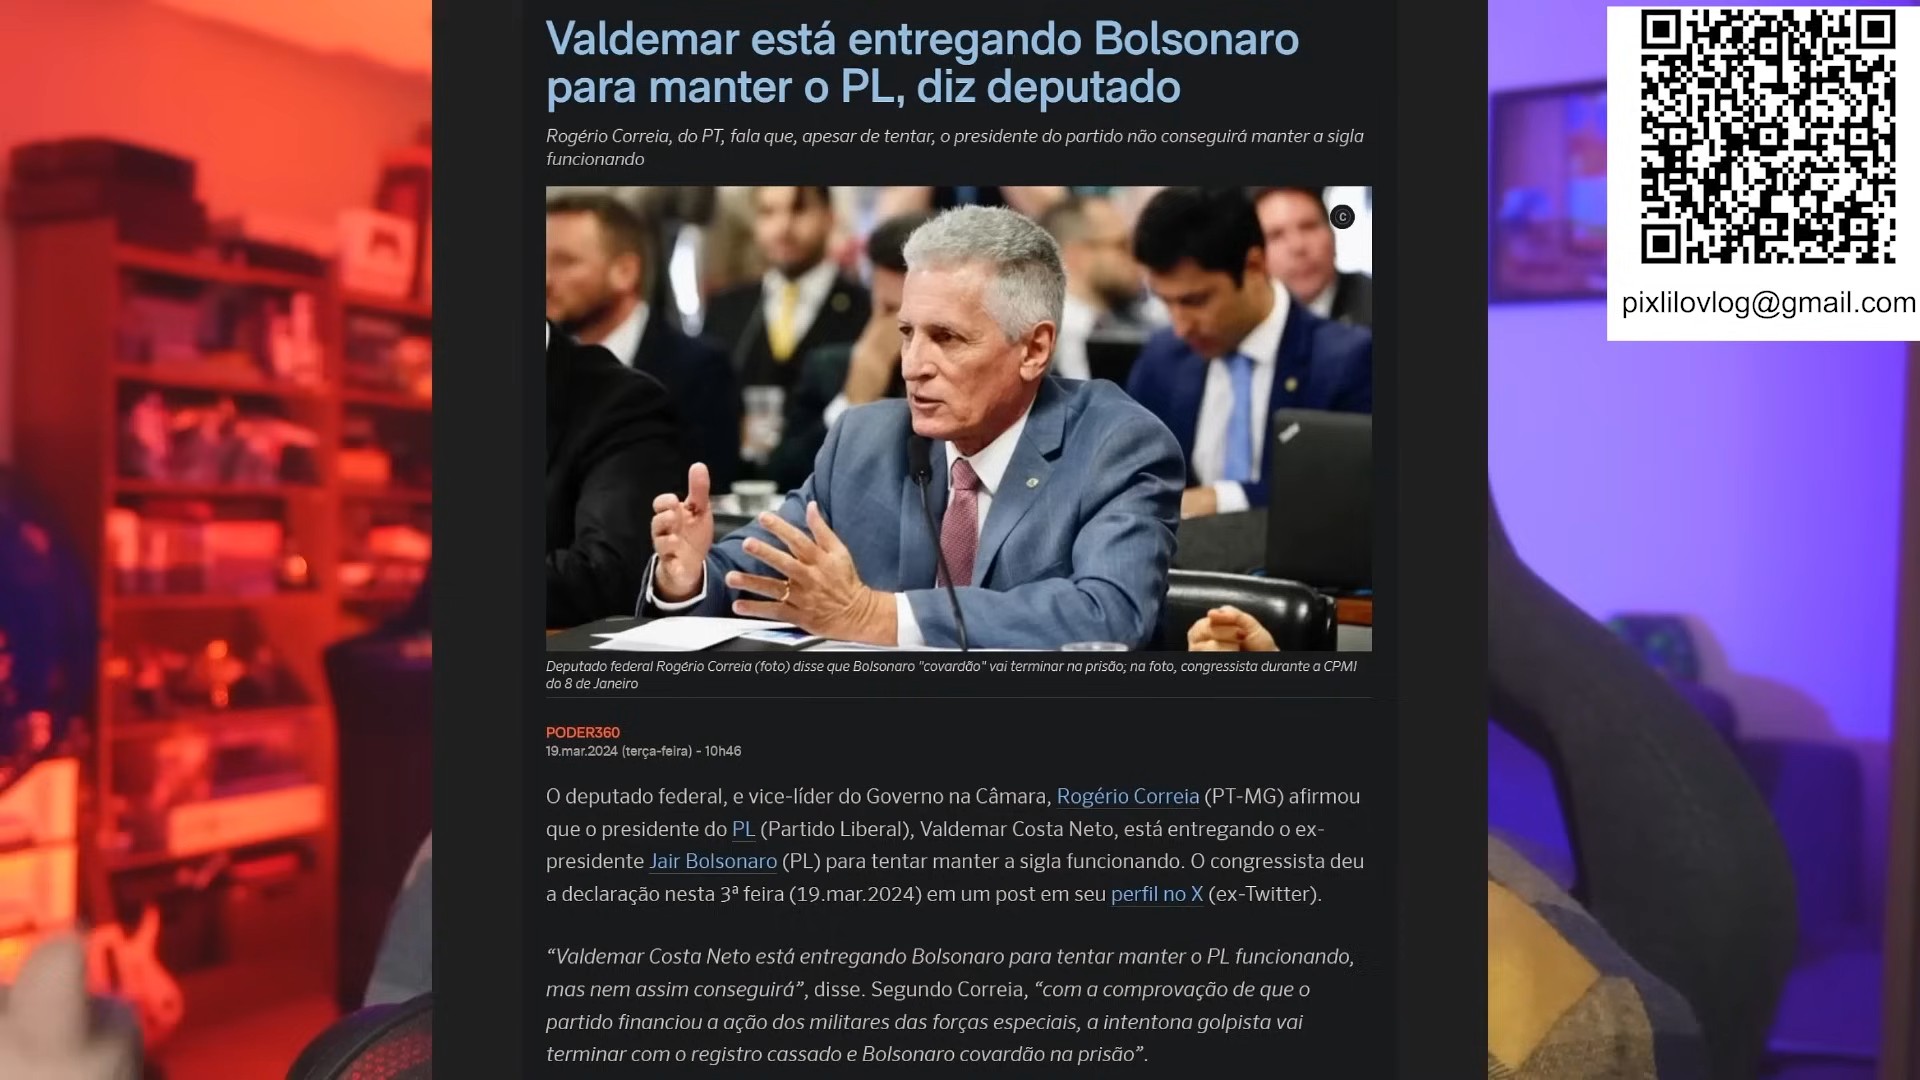 Valdemar está entregando Bolsonaro
para manter o PL, diz deputado
Rogério Correia, do PT, fala que, apesar de tentar, o presidente do partido não conseguirá manter a sigla
funcionando
Deputado federal Rogério Correia (foto) disse que Bolsonaro "covardão" vai terminar na prisão; na foto, congressista durante a CPMI
do 8 de Janeiro
PODER360
19.mar.2024 (terça-feira) - 10h46
O deputado federal, e vice-líder do Governo na Câmara, Rogério Correia (PT-MG) afirmou
que o presidente do PL (Partido Liberal), Valdemar Costa Neto, está entregando o ex-
presidente Jair Bolsonaro (PL) para tentar manter a sigla funcionando. O congressista deu
a declaração nesta 3ª feira (19.mar.2024) em um post em seu perfil no X (ex-Twitter).
“Valdemar Costa Neto está entregando Bolsonaro para tentar manter o PL funcionando,
mas nem assim conseguirá”, disse. Segundo Correia, “com a comprovação de que o
partido financiou a ação dos militares das forças especiais, a intentona golpista vai
terminar com o registro cassado e Bolsonaro covardão na prisão”.
pixlilovlog@gmail.com